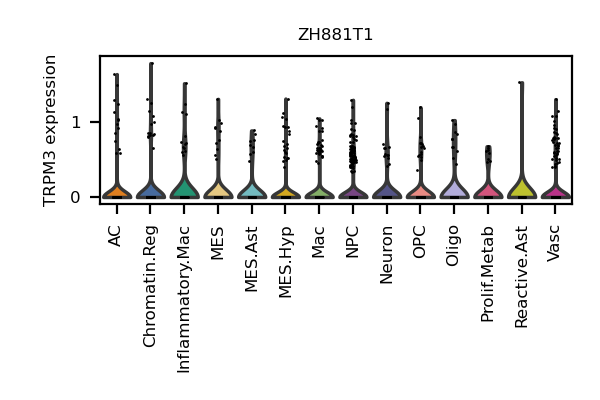 ZH881T1
TRPM3 expression
1
0
AC
Chromatin.Reg
Inflammatory.Mac
MES
MES.Ast
MES.Hyp
Mac
NPC
Neuron
OPC
Oligo
Prolif.Metab
Reactive.Ast
Vasc